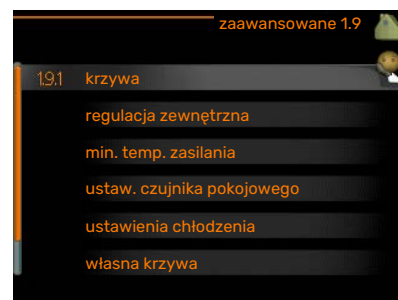 zaawansowane 1.9
1.9.1 krzywa
regulacja zewnętrzna
min. temp. zasilania
ustaw. czujnika pokojowego
ustawienia chłodzenia
własna krzywa